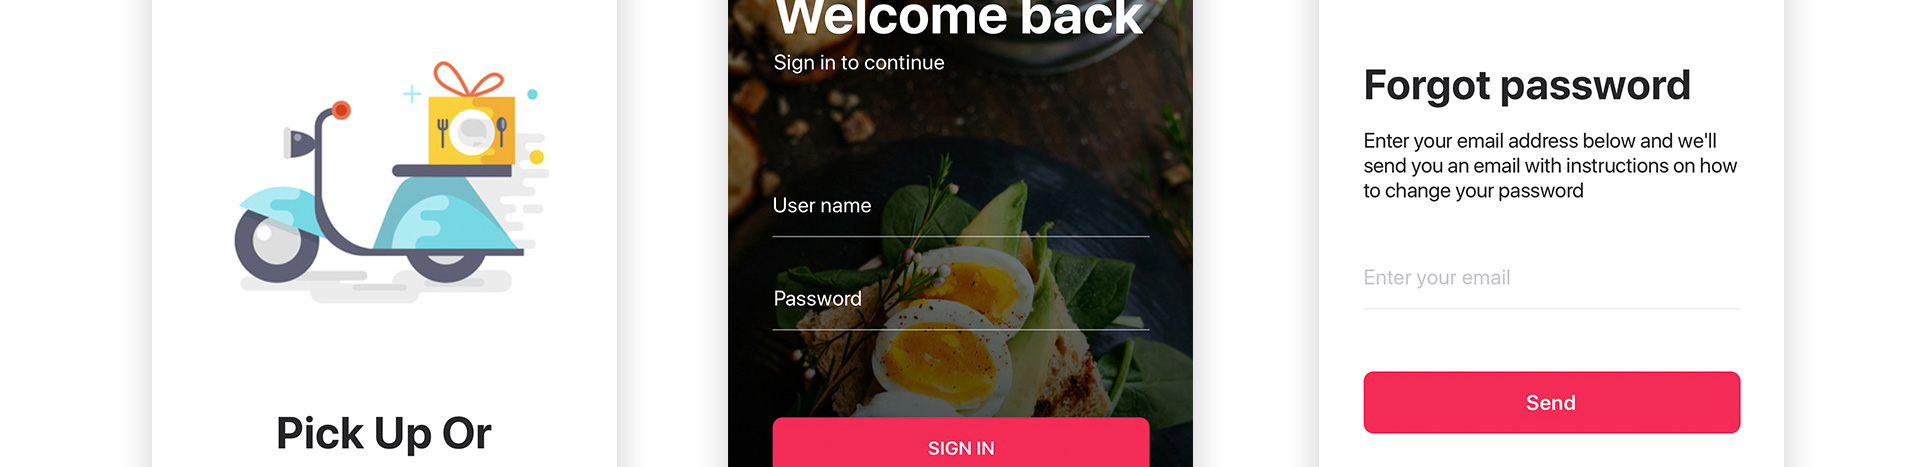 Pick Up Or
Welcome back
Sign in to continue
User name
Password
SIGN IN
Forgot password
Enter your email address below and we'll
send you an email with instructions on how
to change your password
Enter your email
Send